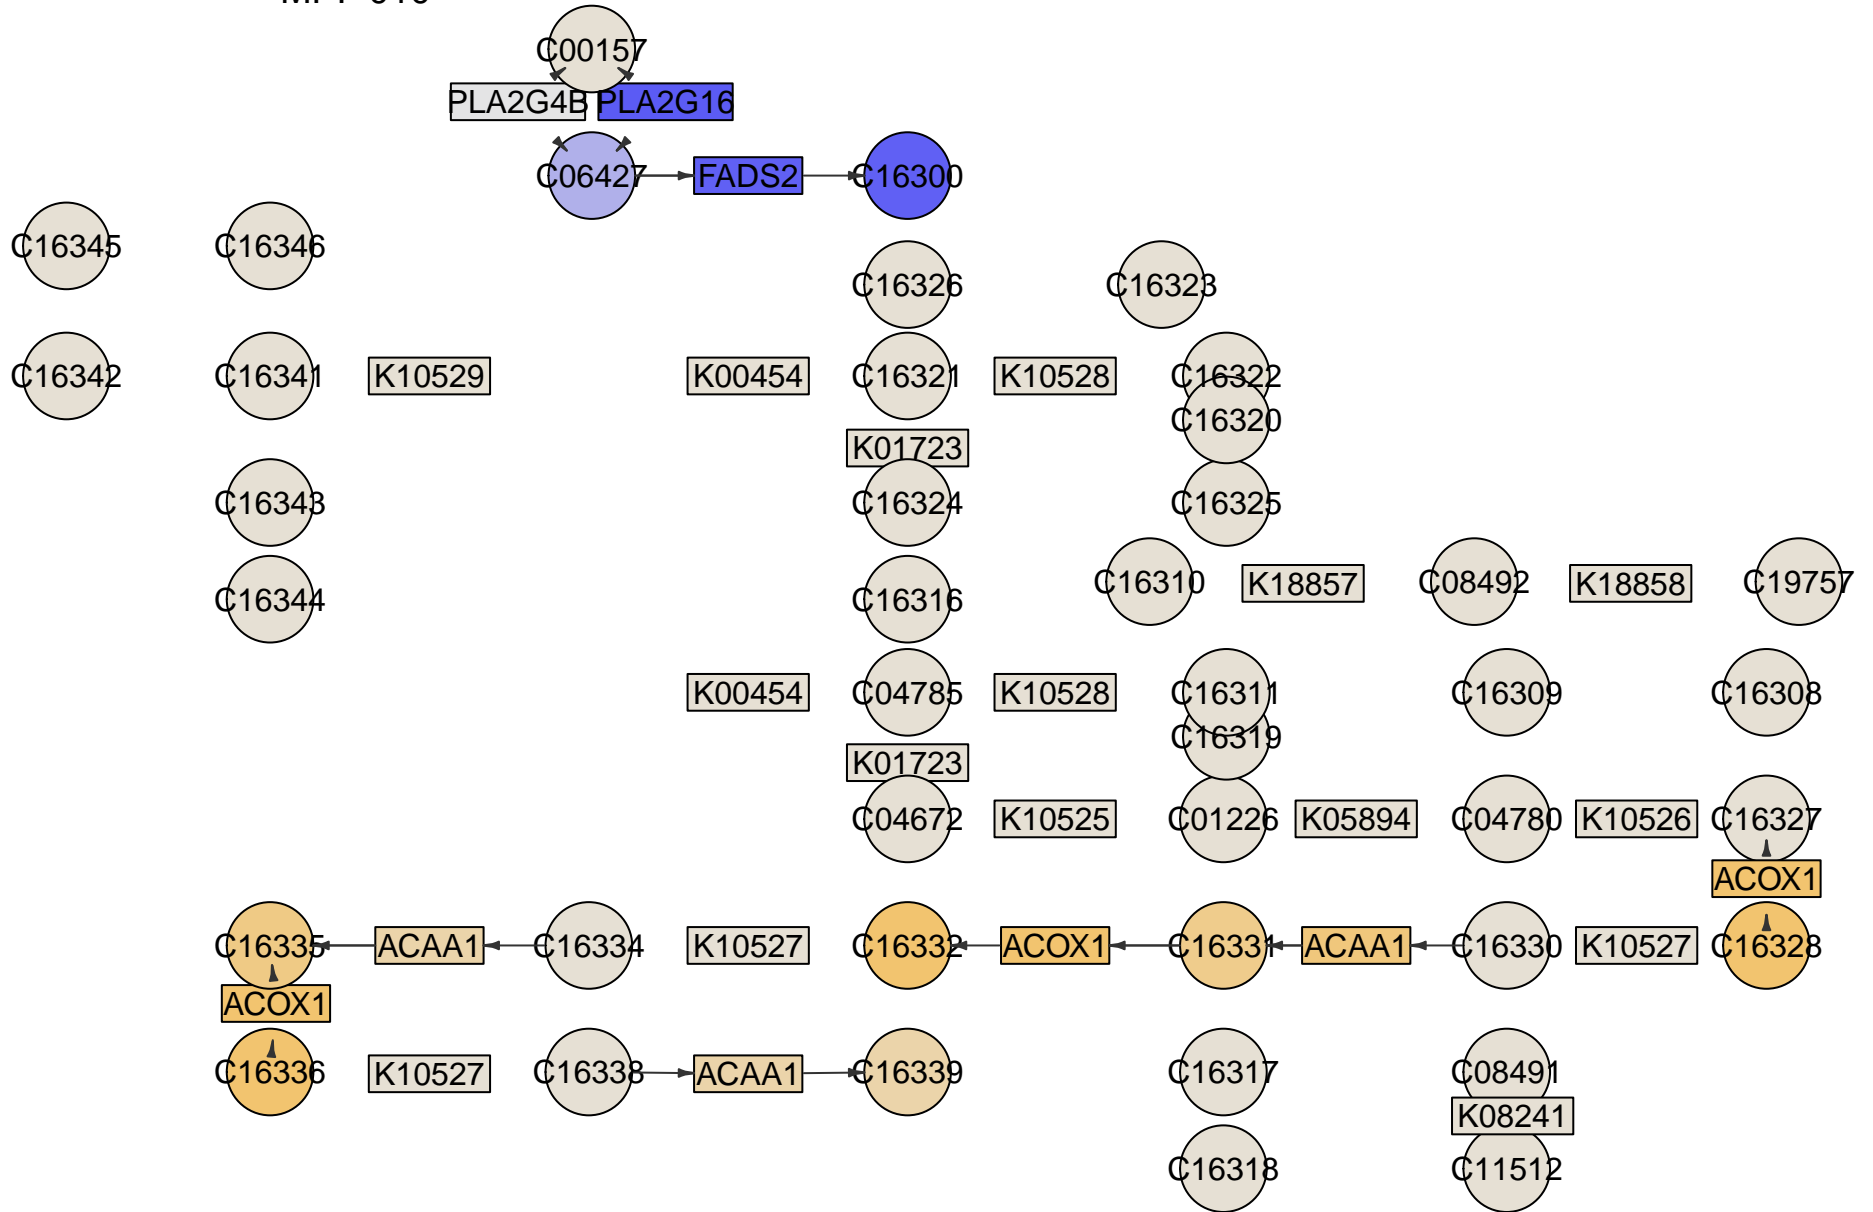 C00157
PLA2G4B PLA2G16
C06427 FADS2 C16300
C16345 C16346
C16326 C16323
C16342 C16341 K10529 K00454 C16321 K10528 C16322
C16320
K01723
C16343 C16324 C16325
C16310 K18857 C08492 K18858 C19757
C16344 C16316
K00454 C04785 K10528 C16311 C16309 C16308
C16319
K01723
C04672 K10525 C01226 K05894 C04780 K10526 C16327
ACOX1
C16335 ACAA1 C16334 K10527 C16332 ACOX1 C16331 ACAA1 C16330 K10527 C16328
ACOX1
C16336 K10527 C16338 ACAA1 C16339 C16317 C08491
K08241
C16318 C11512